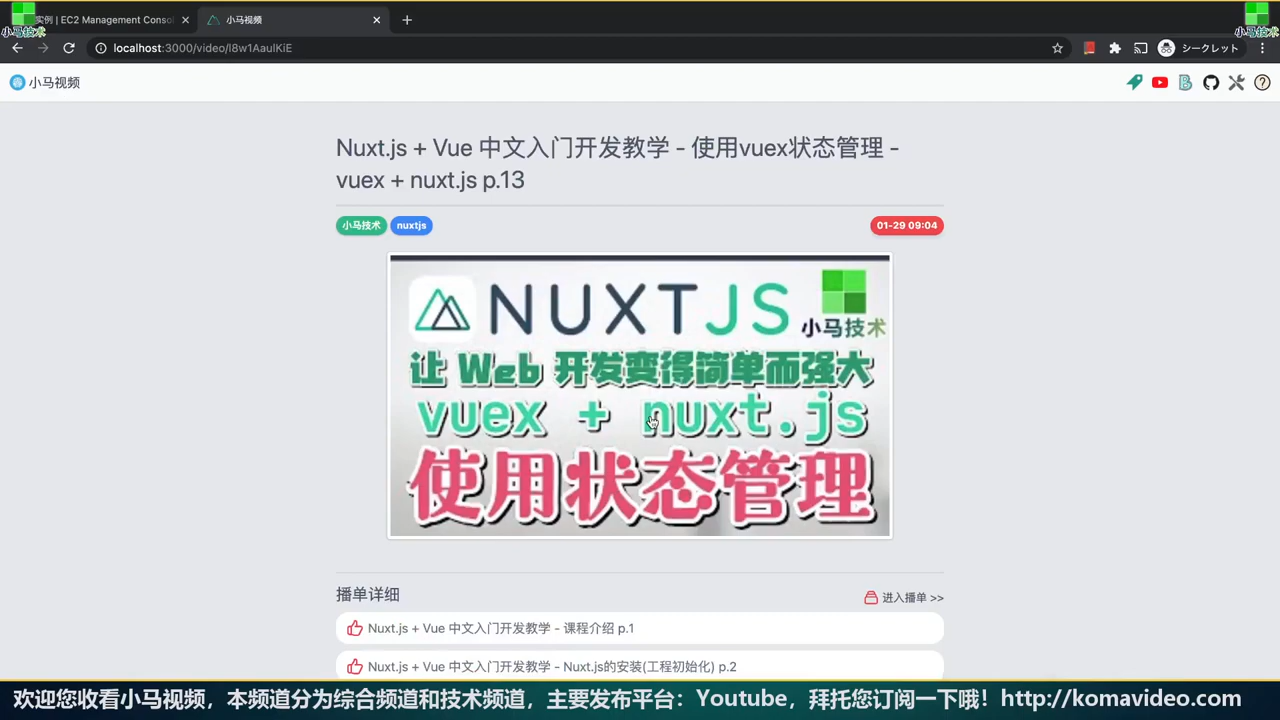 实例 | EC2 Management Consol
小马视频
小马技术
小马技术
localhost:3000/video/l8w1AaulKiE
シークレット
小马视频
Nuxt.js + Vue 中文入门开发教学 - 使用vuex状态管理 -
vuex + nuxt.js p.13
小马技术
nuxtjs
01-29 09:04
NUXTJS
小马技术
让 Web 开发变得简单而强大
vuex + nuxt.js
使用状态管理
播单详细
进入播单 >>
Nuxt.js + Vue 中文入门开发教学 - 课程介绍 p.1
Nuxt.js + Vue 中文入门开发教学 - Nuxt.js的安装(工程初始化) p.2
欢迎您收看小马视频，本频道分为综合频道和技术频道，主要发布平台：Youtube，拜托您订阅一下哦！http://komavideo.com